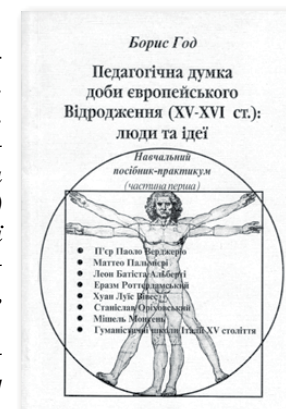 Борис Год
Педагогічна думка
доби європейського
Відродження (XV-XVI ст.):
люди та ідеї
Навчальний
посібник-практикум
(частина перша)
П'єр Паоло Верджеріо
Маттео Пальмієрі
Леон Батіста Альберті
Еразм Роттердамський
Хуан Луїс Вівес
Станіслав Оріховський
Мішель Монтень
Гуманістичні школи Італії XV століття